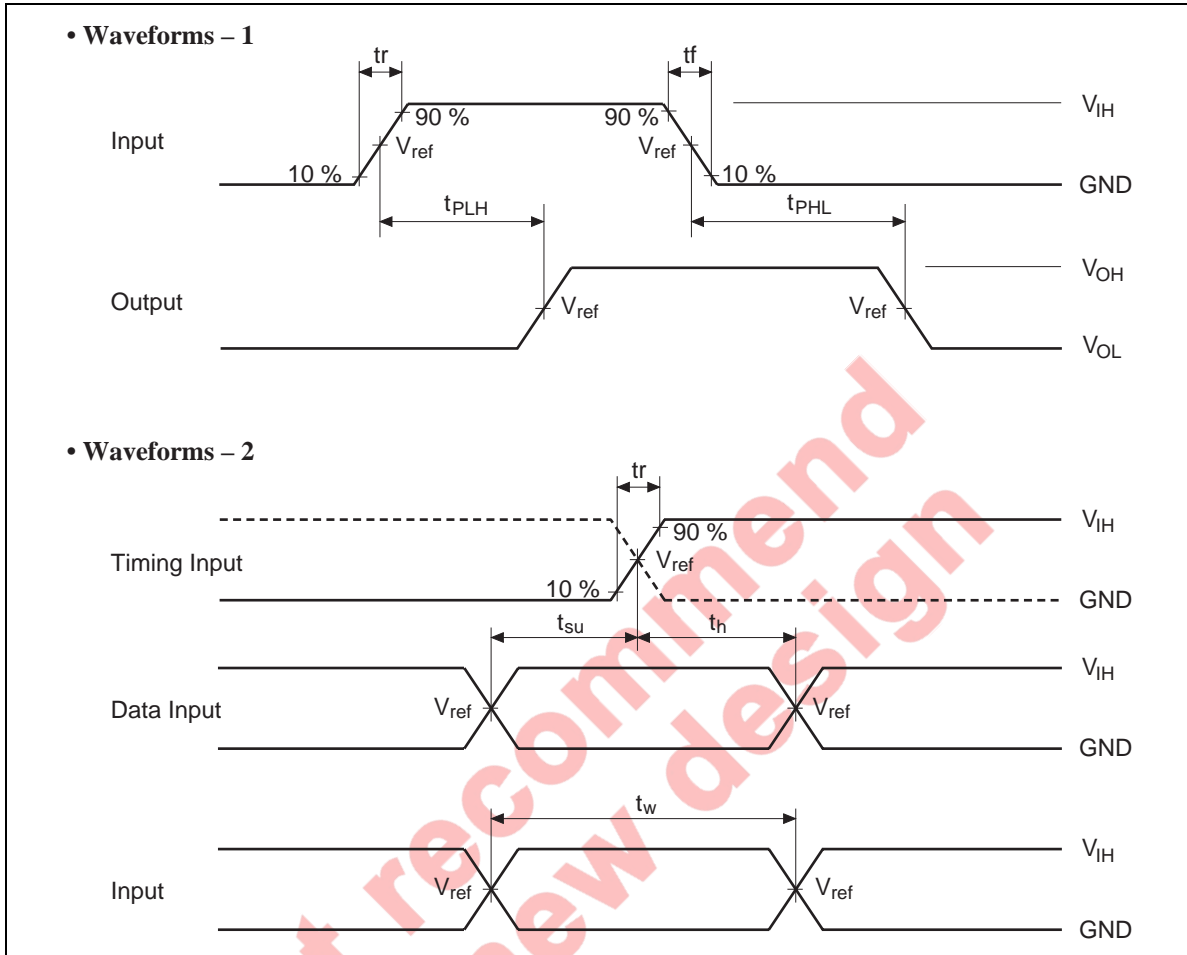 • Waveforms – 1
tr tf
Input 90 % 90 % VIH
Vref Vref
10 % 10 % GND
tPLH tPHL
Output VOH
Vref Vref
VOL
• Waveforms – 2
tr
Timing Input 90 % VIH
Vref
10 % GND
tsu th
Data Input VIH
Vref Vref
GND
tw
Input VIH
Vref Vref
GND
recommend
design